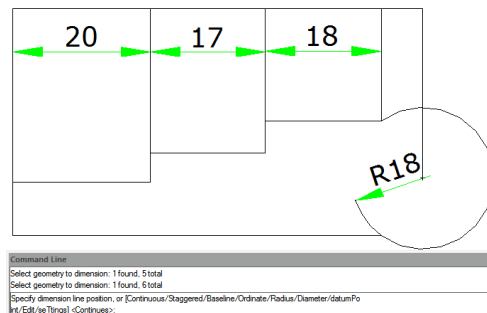 20 17 18
R18
Command Line
Select geometry to dimension: 1 found, 5 total
Select geometry to dimension: 1 found, 6 total
Specify dimension line position, or [Continuous/Staggered/Baseline/Ordinate/Radius/Diameter/datumPo
int/Edit/seTtings] <Continues>: